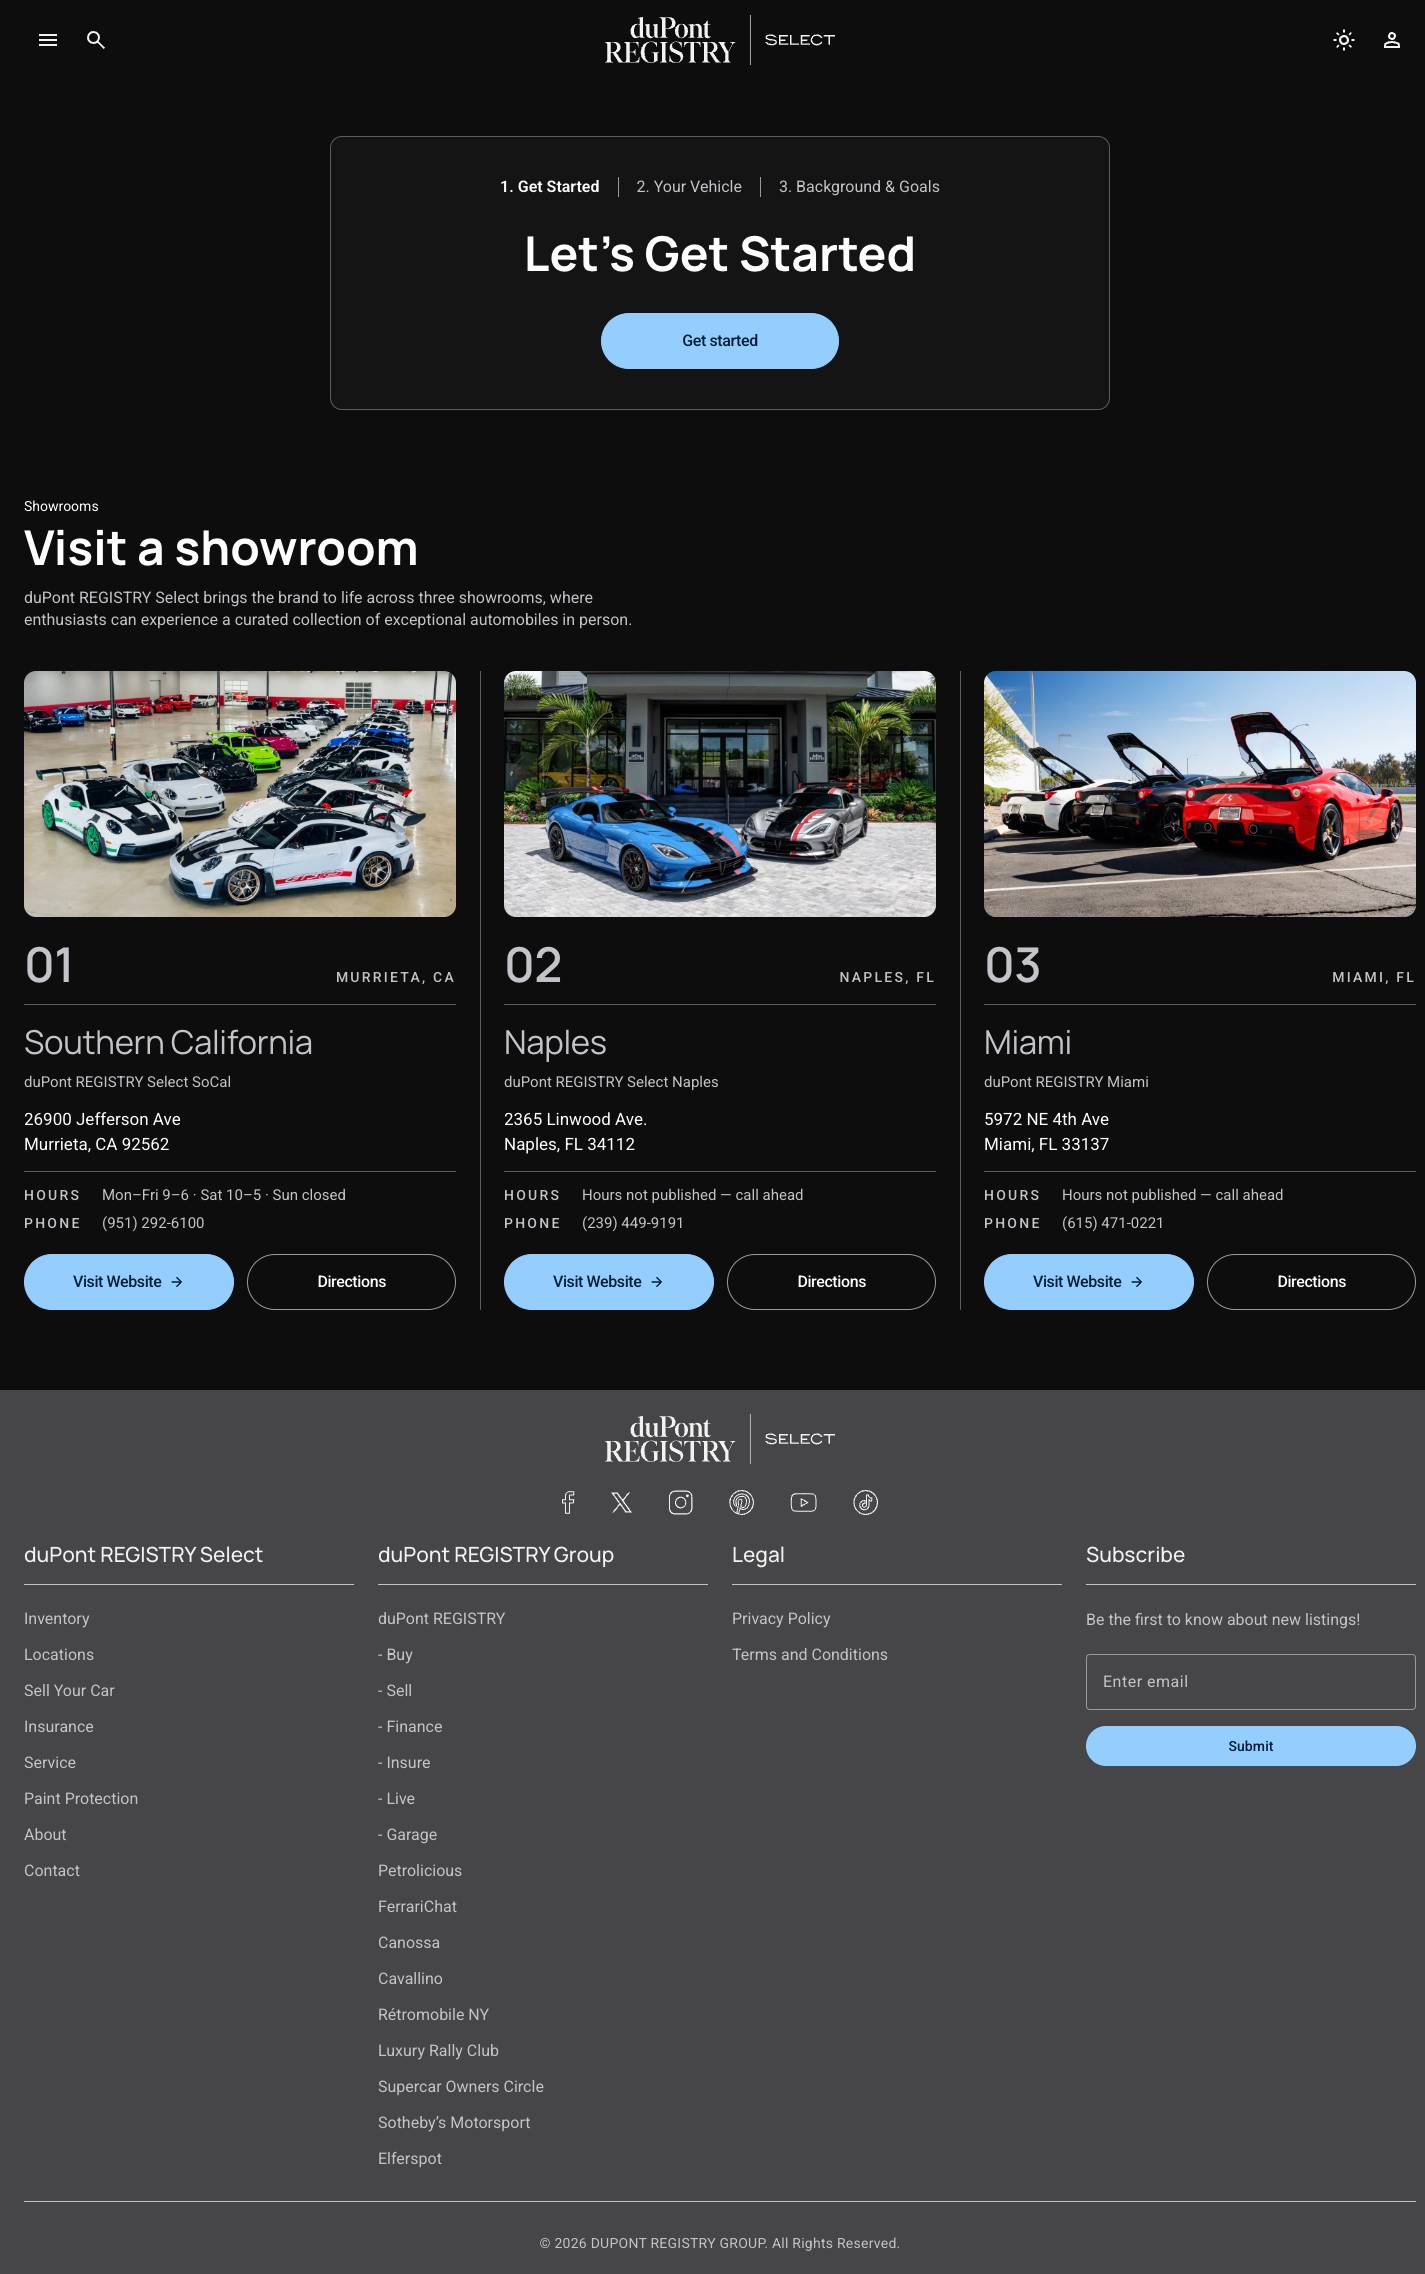 duPont
REGISTRY
SELECT
1. Get Started
2. Your Vehicle
3. Background & Goals
Let’s Get Started
Get started
Showrooms
Visit a showroom
duPont REGISTRY Select brings the brand to life across three showrooms, where
enthusiasts can experience a curated collection of exceptional automobiles in person.
01
MURRIETA, CA
Southern California
duPont REGISTRY Select SoCal
26900 Jefferson Ave
Murrieta, CA 92562
HOURS Mon–Fri 9–6 · Sat 10–5 · Sun closed
PHONE (951) 292-6100
Visit Website →
Directions
02
NAPLES, FL
Naples
duPont REGISTRY Select Naples
2365 Linwood Ave.
Naples, FL 34112
HOURS Hours not published — call ahead
PHONE (239) 449-9191
Visit Website →
Directions
03
MIAMI, FL
Miami
duPont REGISTRY Miami
5972 NE 4th Ave
Miami, FL 33137
HOURS Hours not published — call ahead
PHONE (615) 471-0221
Visit Website →
Directions
duPont
REGISTRY
SELECT
duPont REGISTRY Select
Inventory
Locations
Sell Your Car
Insurance
Service
Paint Protection
About
Contact
duPont REGISTRY Group
duPont REGISTRY
- Buy
- Sell
- Finance
- Insure
- Live
- Garage
Petrolicious
FerrariChat
Canossa
Cavallino
Rétromobile NY
Luxury Rally Club
Supercar Owners Circle
Sotheby’s Motorsport
Elferspot
Legal
Privacy Policy
Terms and Conditions
Subscribe
Be the first to know about new listings!
Enter email
Submit
© 2026 DUPONT REGISTRY GROUP. All Rights Reserved.